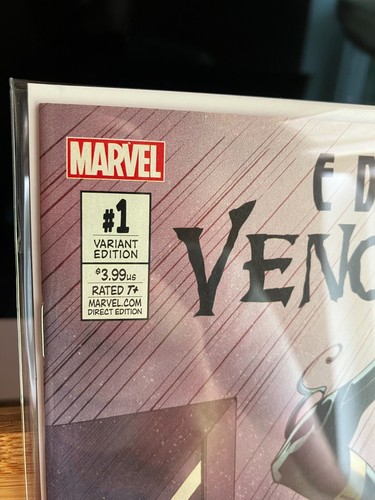 MARVEL
#1
VARIANT
EDITION
$3.99US
RATED T+
MARVEL.COM
DIRECT EDITION